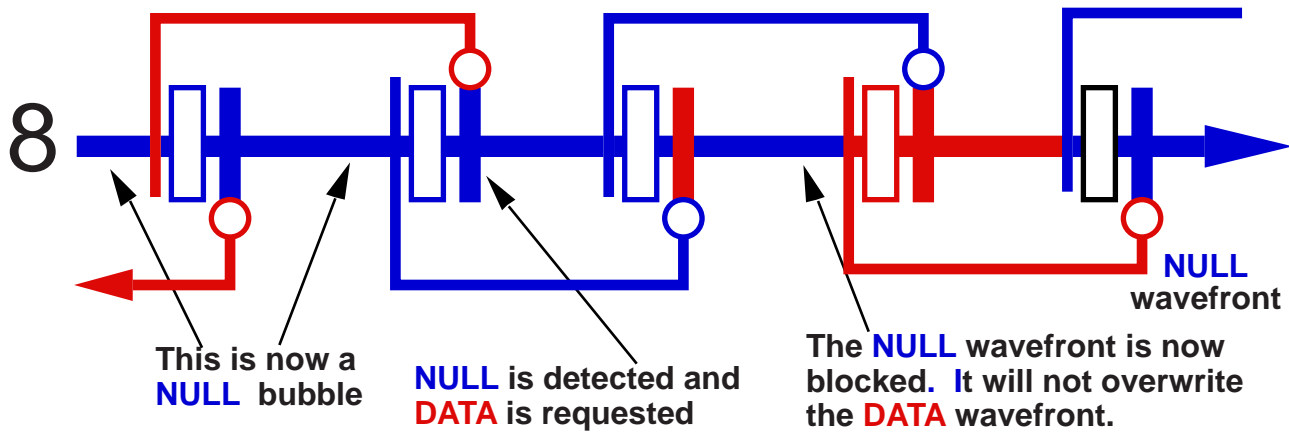 8
NULL
wavefront
This is now a
NULL bubble
NULL is detected and
DATA is requested
The NULL wavefront is now
blocked. It will not overwrite
the DATA wavefront.